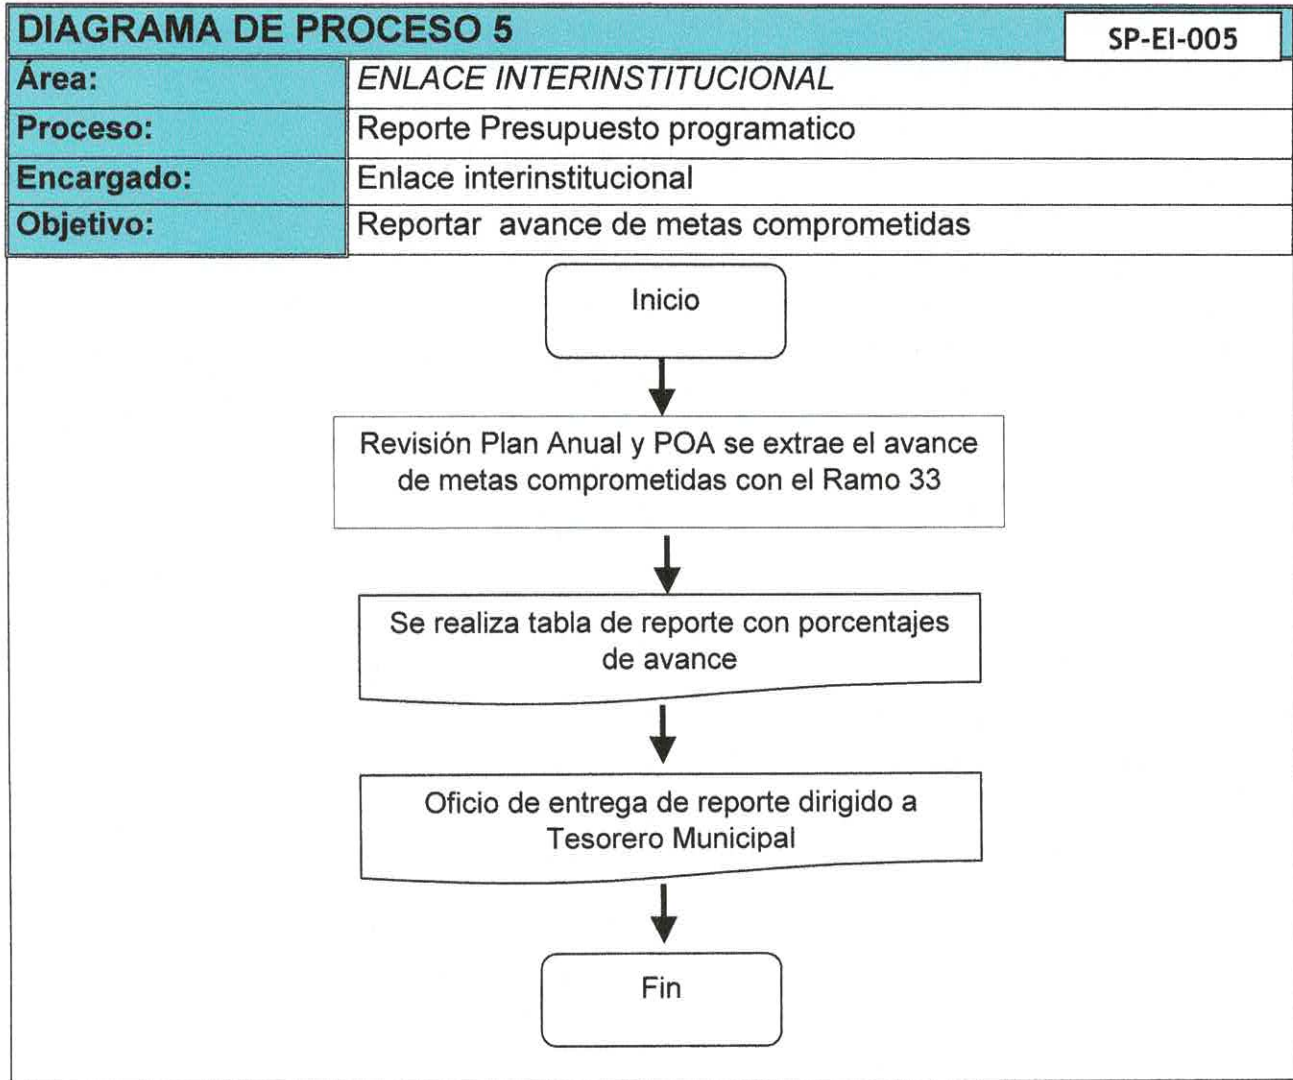 DIAGRAMA DE PROCESO 5
SP-EI-005
Área:
ENLACE INTERINSTITUCIONAL
Proceso:
Reporte Presupuesto programatico
Encargado:
Enlace interinstitucional
Objetivo:
Reportar avance de metas comprometidas
Inicio
Revisión Plan Anual y POA se extrae el avance
de metas comprometidas con el Ramo 33
Se realiza tabla de reporte con porcentajes
de avance
Oficio de entrega de reporte dirigido a
Tesorero Municipal
Fin